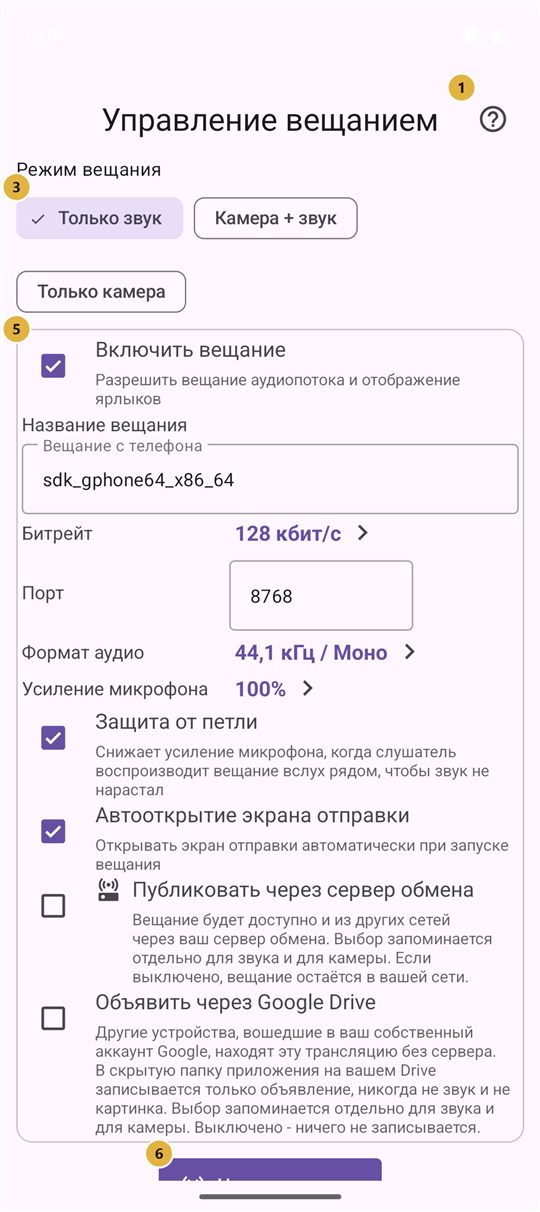 10:00
1
Управление вещанием
Режим вещания
3
Только звук
Камера + звук
Только камера
5
Включить вещание
Разрешить вещание аудиопотока и отображение
ярлыков
Название вещания
Вещание с телефона
sdk_gphone64_x86_64
Битрейт
128 кбит/с
Порт
8768
Формат аудио
44,1 кГц / Моно
Усиление микрофона
100%
Защита от петли
Снижает усиление микрофона, когда слушатель
воспроизводит вещание вслух рядом, чтобы звук не
нарастал
Автооткрытие экрана отправки
Открывать экран отправки автоматически при запуске
вещания
Публиковать через сервер обмена
Вещание будет доступно и из других сетей
через ваш сервер обмена. Выбор запоминается
отдельно для звука и для камеры. Если
выключено, вещание остаётся в вашей сети.
Объявить через Google Drive
Другие устройства, вошедшие в ваш собственный
аккаунт Google, находят эту трансляцию без сервера.
В скрытую папку приложения на вашем Drive
записывается только объявление, никогда не звук и не
картинка. Выбор запоминается отдельно для звука и
для камеры. Выключено - ничего не записывается.
6